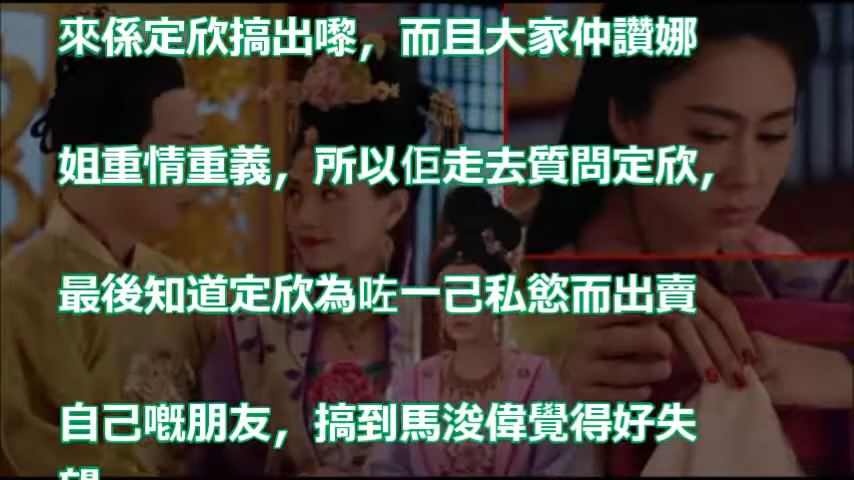 來係定欣搞出嚟，而且大家仲讚娜
姐重情重義，所以佢走去質問定欣，
最後知道定欣為咗一己私慾而出賣
自己嘅朋友，搞到馬浚偉覺得好失
望